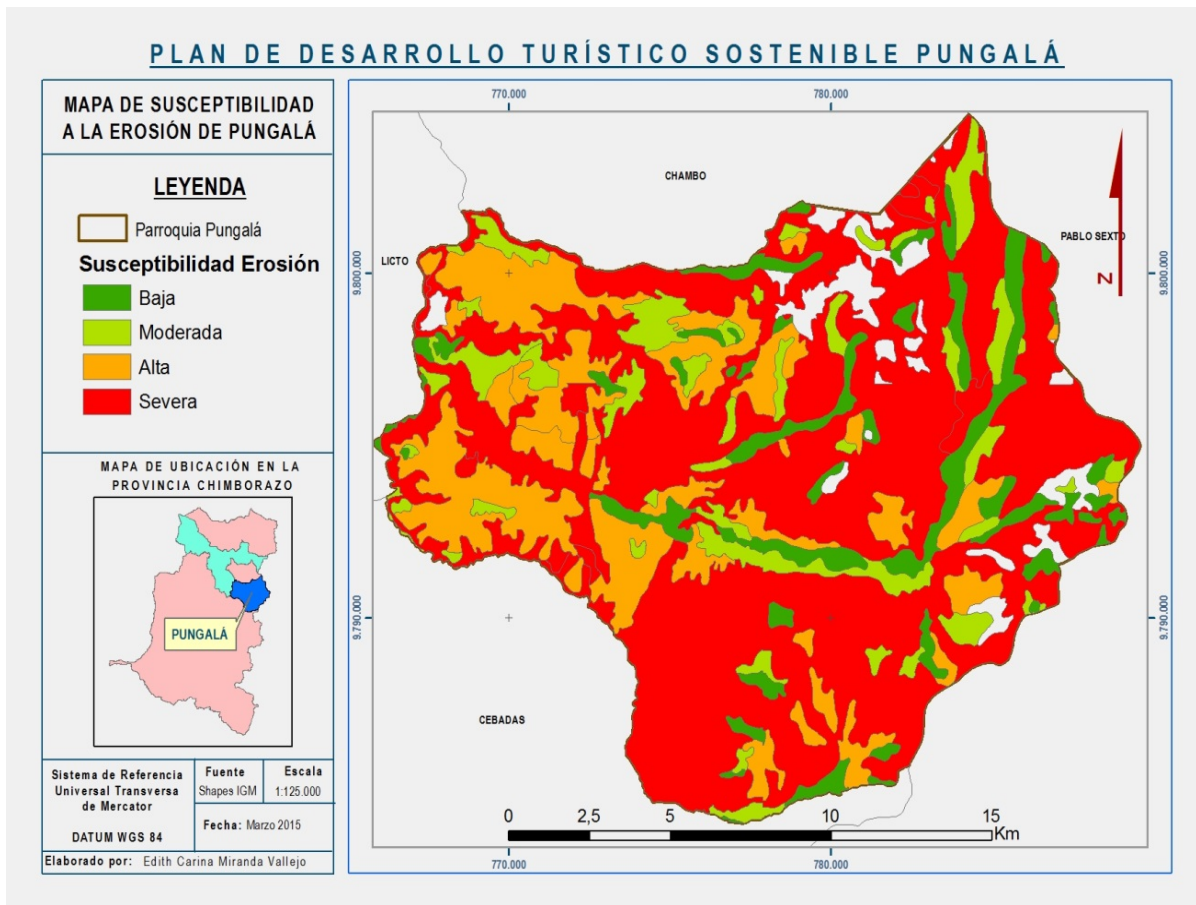 PLAN DE DESARROLLO TURÍSTICO SOSTENIBLE PUNGALÁ
MAPA DE SUSCEPTIBILIDAD
A LA EROSIÓN DE PUNGALÁ
LEYENDA
Parroquia Pungalá
Susceptibilidad Erosión
Baja
Moderada
Alta
Severa
MAPA DE UBICACIÓN EN LA
PROVINCIA CHIMBORAZO
PUNGALÁ
Sistema de Referencia
Universal Transversa
de Mercator
DATUM WGS 84
Fuente
Shapes IGM
Escala
1:125.000
Fecha: Marzo 2015
Elaborado por: Edith Carina Miranda Vallejo
770.000
780.000
CHAMBO
PABLO SEXTO
LICTO
N
9.800.000
9.800.000
9.790.000
9.790.000
CEBADAS
0
2,5
5
10
15
Km
770.000
780.000